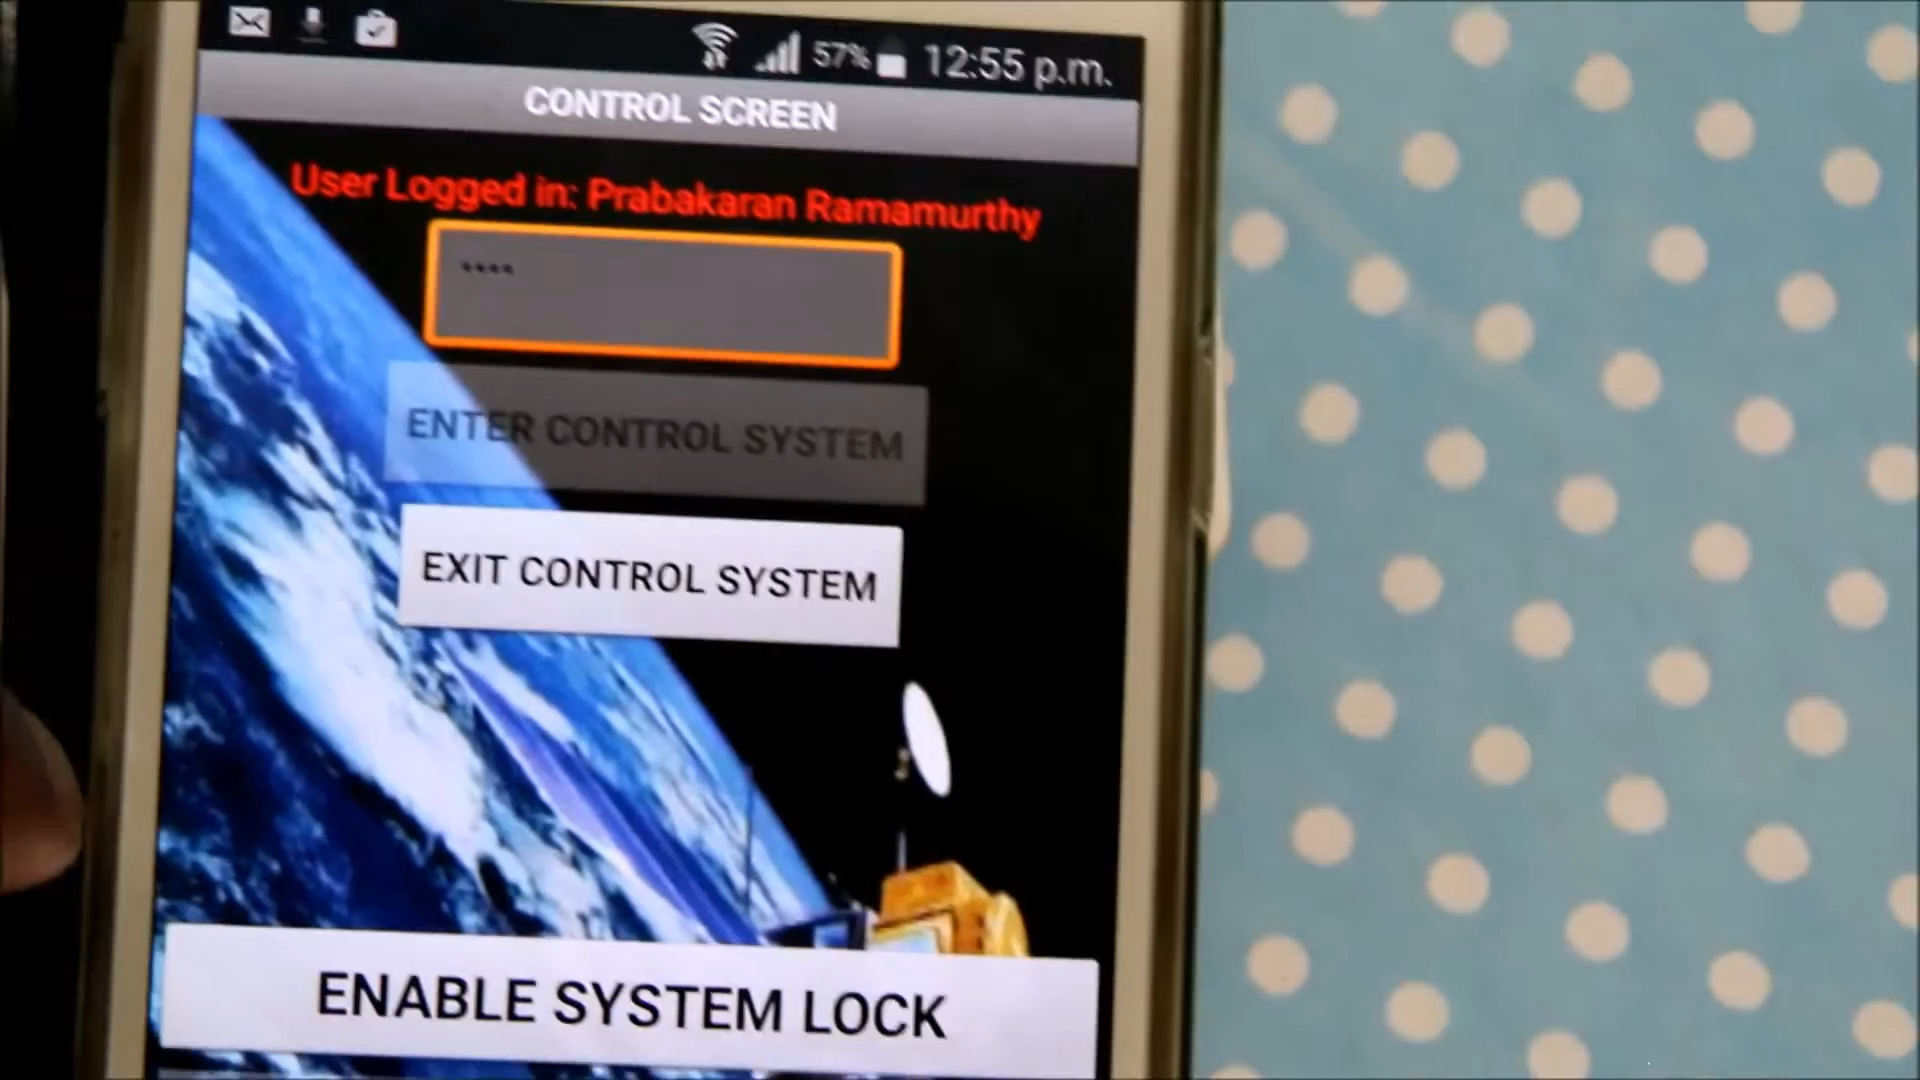 57% 12:55 p.m.
CONTROL SCREEN
User Logged in: Prabakaran Ramamurthy
****
ENTER CONTROL SYSTEM
EXIT CONTROL SYSTEM
ENABLE SYSTEM LOCK